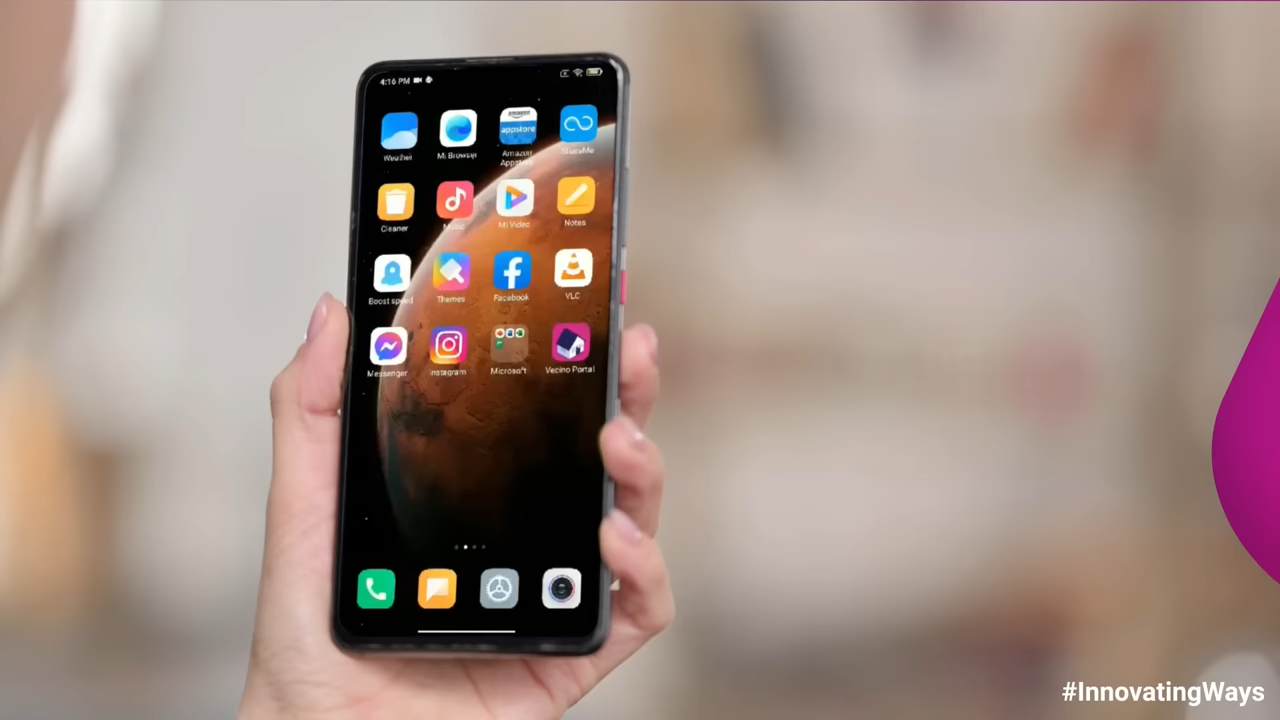 4:16 PM
amazon
appstore
Weather
Mi Browser
Amazon
Appstore
ShareMe
Cleaner
Music
Mi Video
Notes
Boost speed
Themes
Facebook
VLC
Messenger
Instagram
Microsoft
Vecino Portal
#InnovatingWays